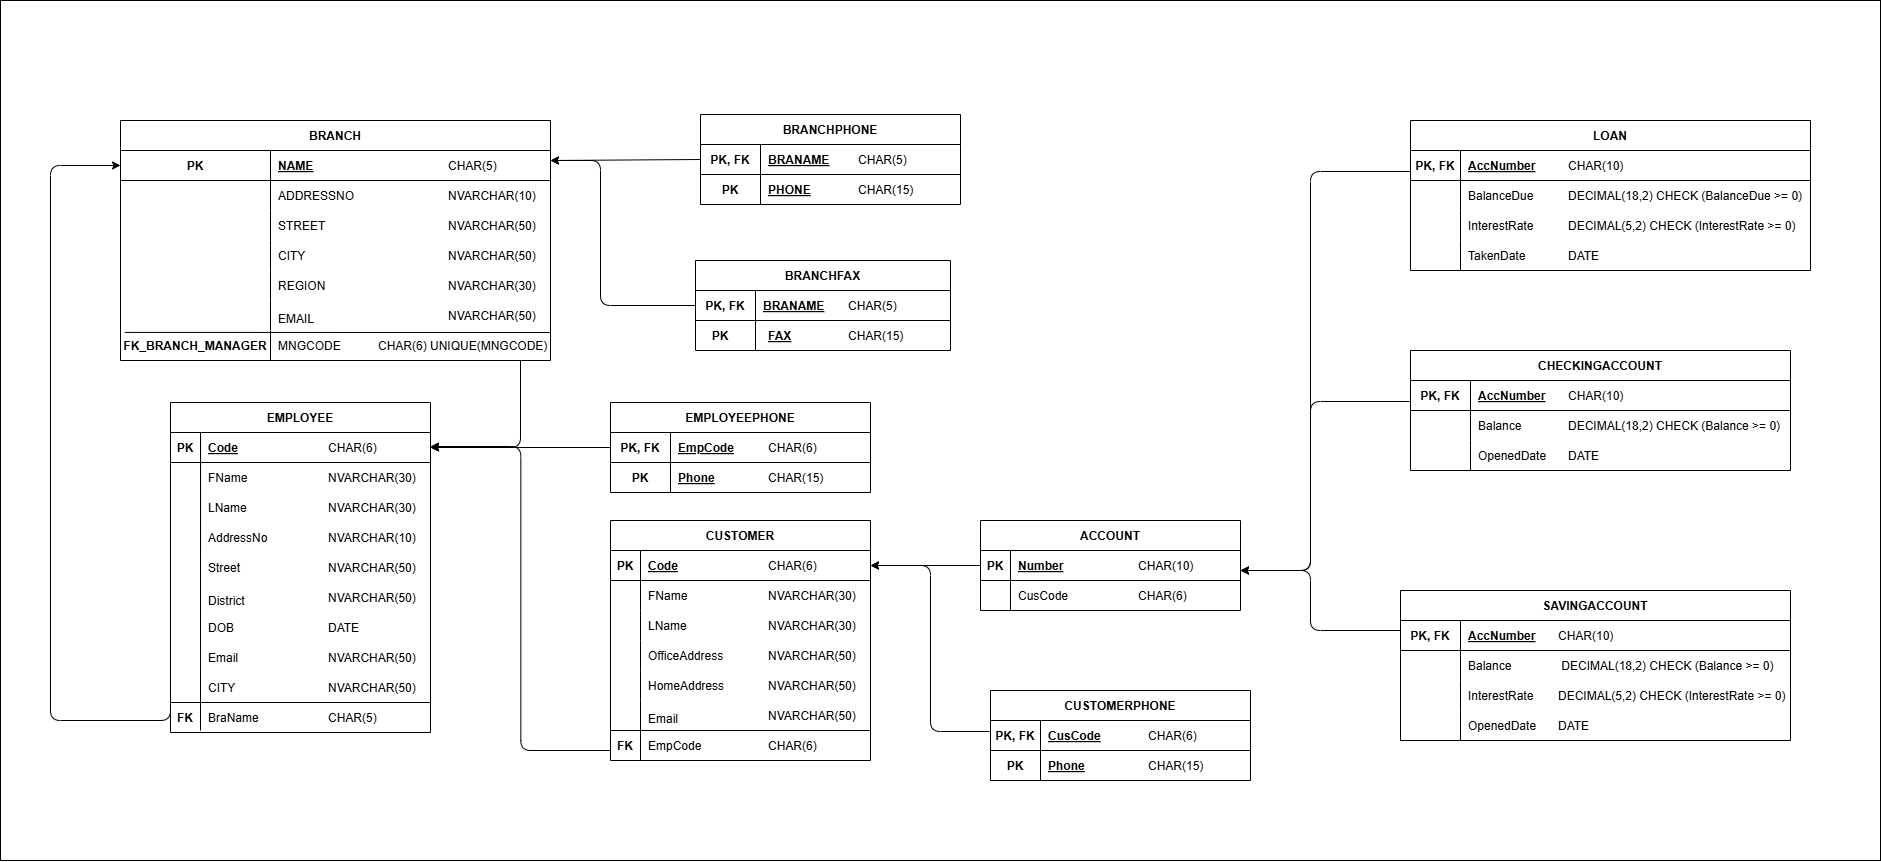 BRANCH
PK NAME CHAR(5)
ADDRESSNO NVARCHAR(10)
STREET NVARCHAR(50)
CITY NVARCHAR(50)
REGION NVARCHAR(30)
EMAIL NVARCHAR(50)
FK_BRANCH_MANAGER MNGCODE CHAR(6) UNIQUE(MNGCODE)
BRANCHPHONE
PK, FK BRANAME CHAR(5)
PK PHONE CHAR(15)
BRANCHFAX
PK, FK BRANAME CHAR(5)
PK FAX CHAR(15)
LOAN
PK, FK AccNumber CHAR(10)
BalanceDue DECIMAL(18,2) CHECK (BalanceDue >= 0)
InterestRate DECIMAL(5,2) CHECK (InterestRate >= 0)
TakenDate DATE
CHECKINGACCOUNT
PK, FK AccNumber CHAR(10)
Balance DECIMAL(18,2) CHECK (Balance >= 0)
OpenedDate DATE
EMPLOYEE
PK Code CHAR(6)
FName NVARCHAR(30)
LName NVARCHAR(30)
AddressNo NVARCHAR(10)
Street NVARCHAR(50)
District NVARCHAR(50)
DOB DATE
Email NVARCHAR(50)
CITY NVARCHAR(50)
FK BraName CHAR(5)
EMPLOYEEPHONE
PK, FK EmpCode CHAR(6)
PK Phone CHAR(15)
CUSTOMER
PK Code CHAR(6)
FName NVARCHAR(30)
LName NVARCHAR(30)
OfficeAddress NVARCHAR(50)
HomeAddress NVARCHAR(50)
Email NVARCHAR(50)
FK EmpCode CHAR(6)
ACCOUNT
PK Number CHAR(10)
CusCode CHAR(6)
CUSTOMERPHONE
PK, FK CusCode CHAR(6)
PK Phone CHAR(15)
SAVINGACCOUNT
PK, FK AccNumber CHAR(10)
Balance DECIMAL(18,2) CHECK (Balance >= 0)
InterestRate DECIMAL(5,2) CHECK (InterestRate >= 0)
OpenedDate DATE